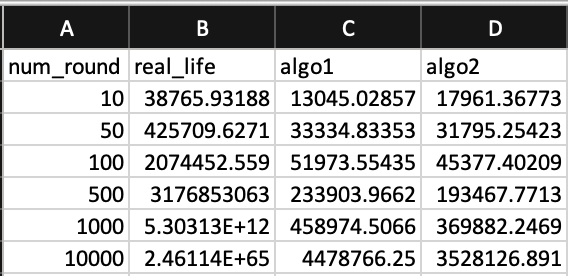 A B C D
num_round real_life algo1 algo2
10 38765.93188 13045.02857 17961.36773
50 425709.6271 33334.83353 31795.25423
100 2074452.559 51973.55435 45377.40209
500 3176853063 233903.9662 193467.7713
1000 5.30313E+12 458974.5066 369882.2469
10000 2.46114E+65 4478766.25 3528126.891